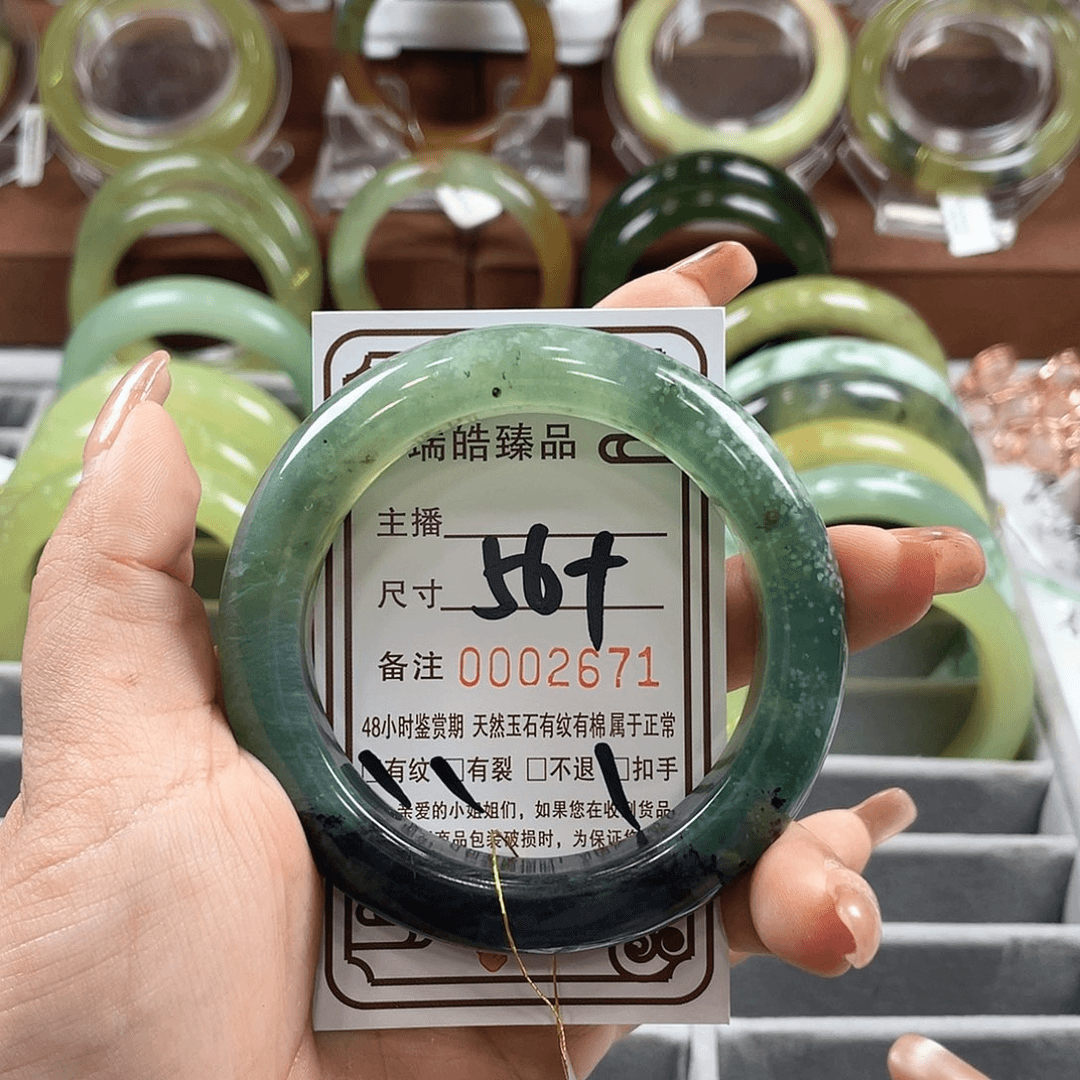 瑞皓臻品
主播
尺寸 56+
备注 0002671
48小时鉴赏期 天然玉石有纹有棉属于正常
□有纹 □有裂 □不退 □扣手
亲爱的小姐姐们，如果您在收到货品
商品包装破损时，为保证